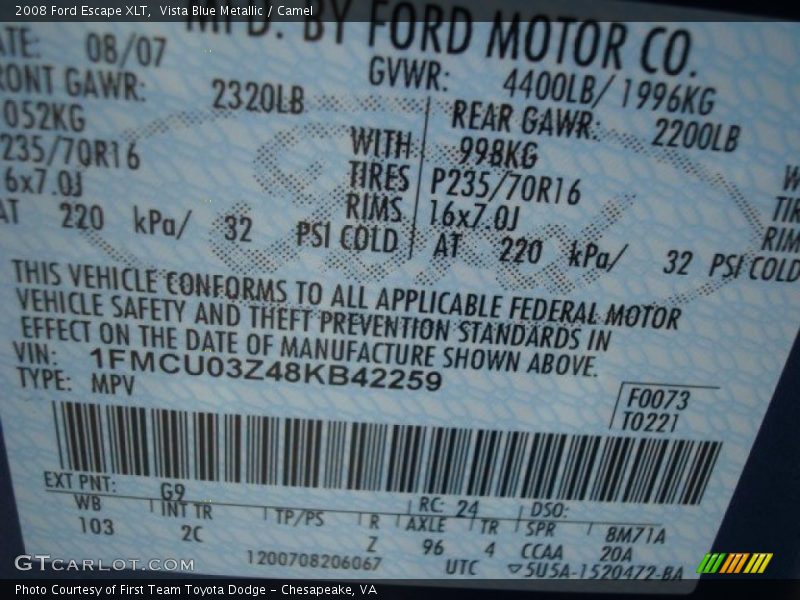 2008 Ford Escape XLT, Vista Blue Metallic / Camel
MFD. BY FORD MOTOR CO.
ATE: 08/07 GVWR: 4400LB/ 1996KG
RONT GAWR: 2320LB REAR GAWR: 2200LB
052KG WITH 998KG W
235/70R16 TIRES P235/70R16 TIR
6x7.0J RIMS 16x7.0J RIM
AT 220 kPa/ 32 PSI COLD AT 220 kPa/ 32 PSI COLD
THIS VEHICLE CONFORMS TO ALL APPLICABLE FEDERAL MOTOR
VEHICLE SAFETY AND THEFT PREVENTION STANDARDS IN
EFFECT ON THE DATE OF MANUFACTURE SHOWN ABOVE.
VIN: 1FMCU03Z48KB42259
TYPE: MPV
F0073
T0221
EXT PNT: G9 RC: 24 DSO:
WB INT TR TP/PS R AXLE TR SPR 8M71A
103 2C Z 96 4 CCAA 20A
1200708206067 UTC ▽5U5A-1520472-BA
GTCARLOT.COM
Photo Courtesy of First Team Toyota Dodge - Chesapeake, VA